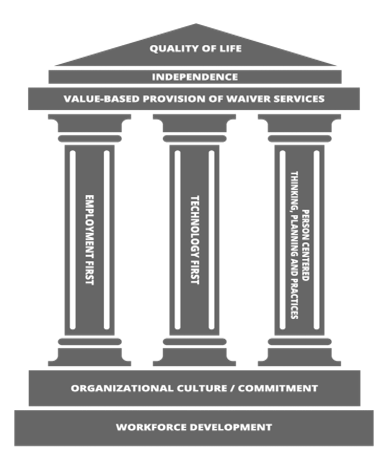 QUALITY OF LIFE
INDEPENDENCE
VALUE-BASED PROVISION OF WAIVER SERVICES
EMPLOYMENT FIRST
TECHNOLOGY FIRST
PERSON CENTERED
THINKING, PLANNING AND PRACTICES
ORGANIZATIONAL CULTURE / COMMITMENT
WORKFORCE DEVELOPMENT